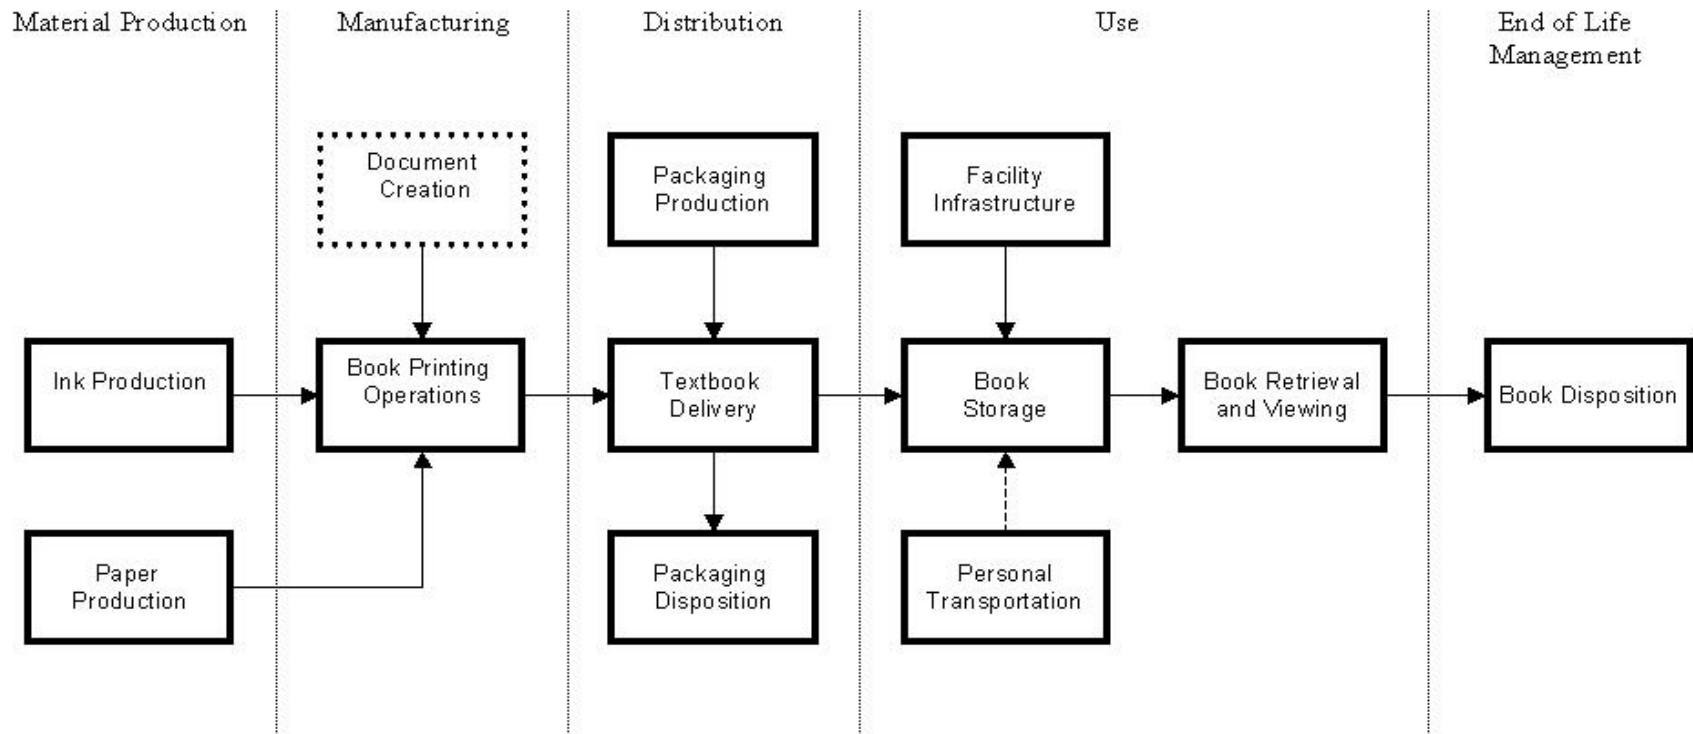 Material Production
Manufacturing
Distribution
Use
End of Life
Management
Document
Creation
Packaging
Production
Facility
Infrastructure
Ink Production
Book Printing
Operations
Textbook
Delivery
Book
Storage
Book Retrieval
and Viewing
Book Disposition
Paper
Production
Packaging
Disposition
Personal
Transportation